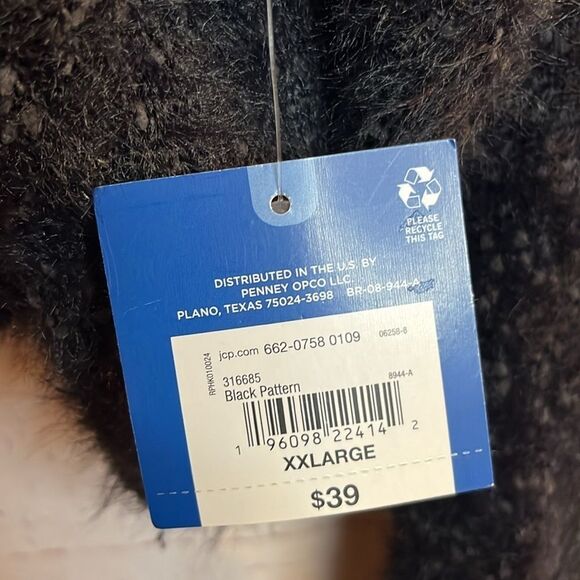 PLEASE
RECYCLE
THIS TAG
DISTRIBUTED IN THE U.S. BY
PENNEY OPCO LLC
PLANO, TEXAS 75024-3698 BR-08-944-A
jcp.com 662-0758 0109 06258-8
RPHK010024
316685 8944-A
Black Pattern
1 96098 22414 2
XXLARGE
$39